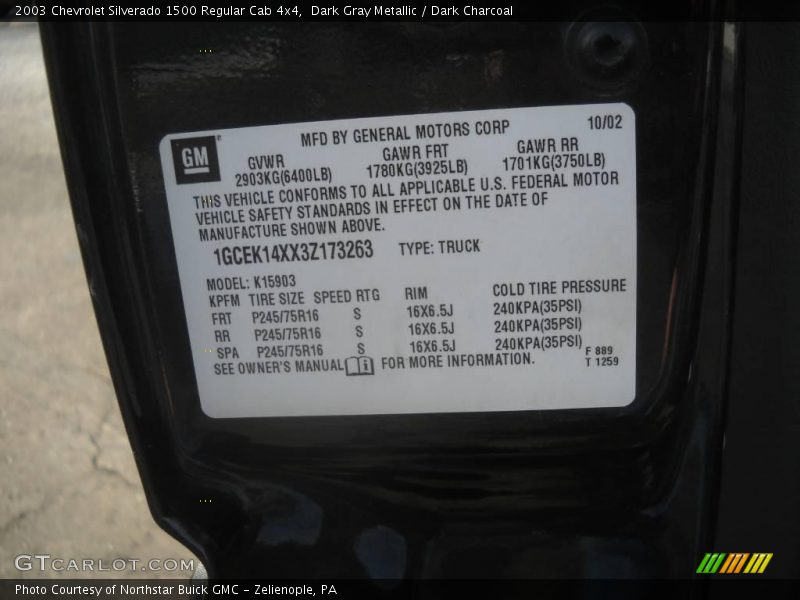 2003 Chevrolet Silverado 1500 Regular Cab 4x4, Dark Gray Metallic / Dark Charcoal
GM
MFD BY GENERAL MOTORS CORP 10/02
GVWR GAWR FRT GAWR RR
2903KG(6400LB) 1780KG(3925LB) 1701KG(3750LB)
THIS VEHICLE CONFORMS TO ALL APPLICABLE U.S. FEDERAL MOTOR
VEHICLE SAFETY STANDARDS IN EFFECT ON THE DATE OF
MANUFACTURE SHOWN ABOVE.
1GCEK14XX3Z173263 TYPE: TRUCK
MODEL: K15903
KPFM TIRE SIZE SPEED RTG RIM COLD TIRE PRESSURE
FRT P245/75R16 S 16X6.5J 240KPA(35PSI)
RR P245/75R16 S 16X6.5J 240KPA(35PSI)
SPA P245/75R16 S 16X6.5J 240KPA(35PSI)
SEE OWNER'S MANUAL i FOR MORE INFORMATION.
F 889
T 1259
GTCARLOT.COM
Photo Courtesy of Northstar Buick GMC - Zelienople, PA